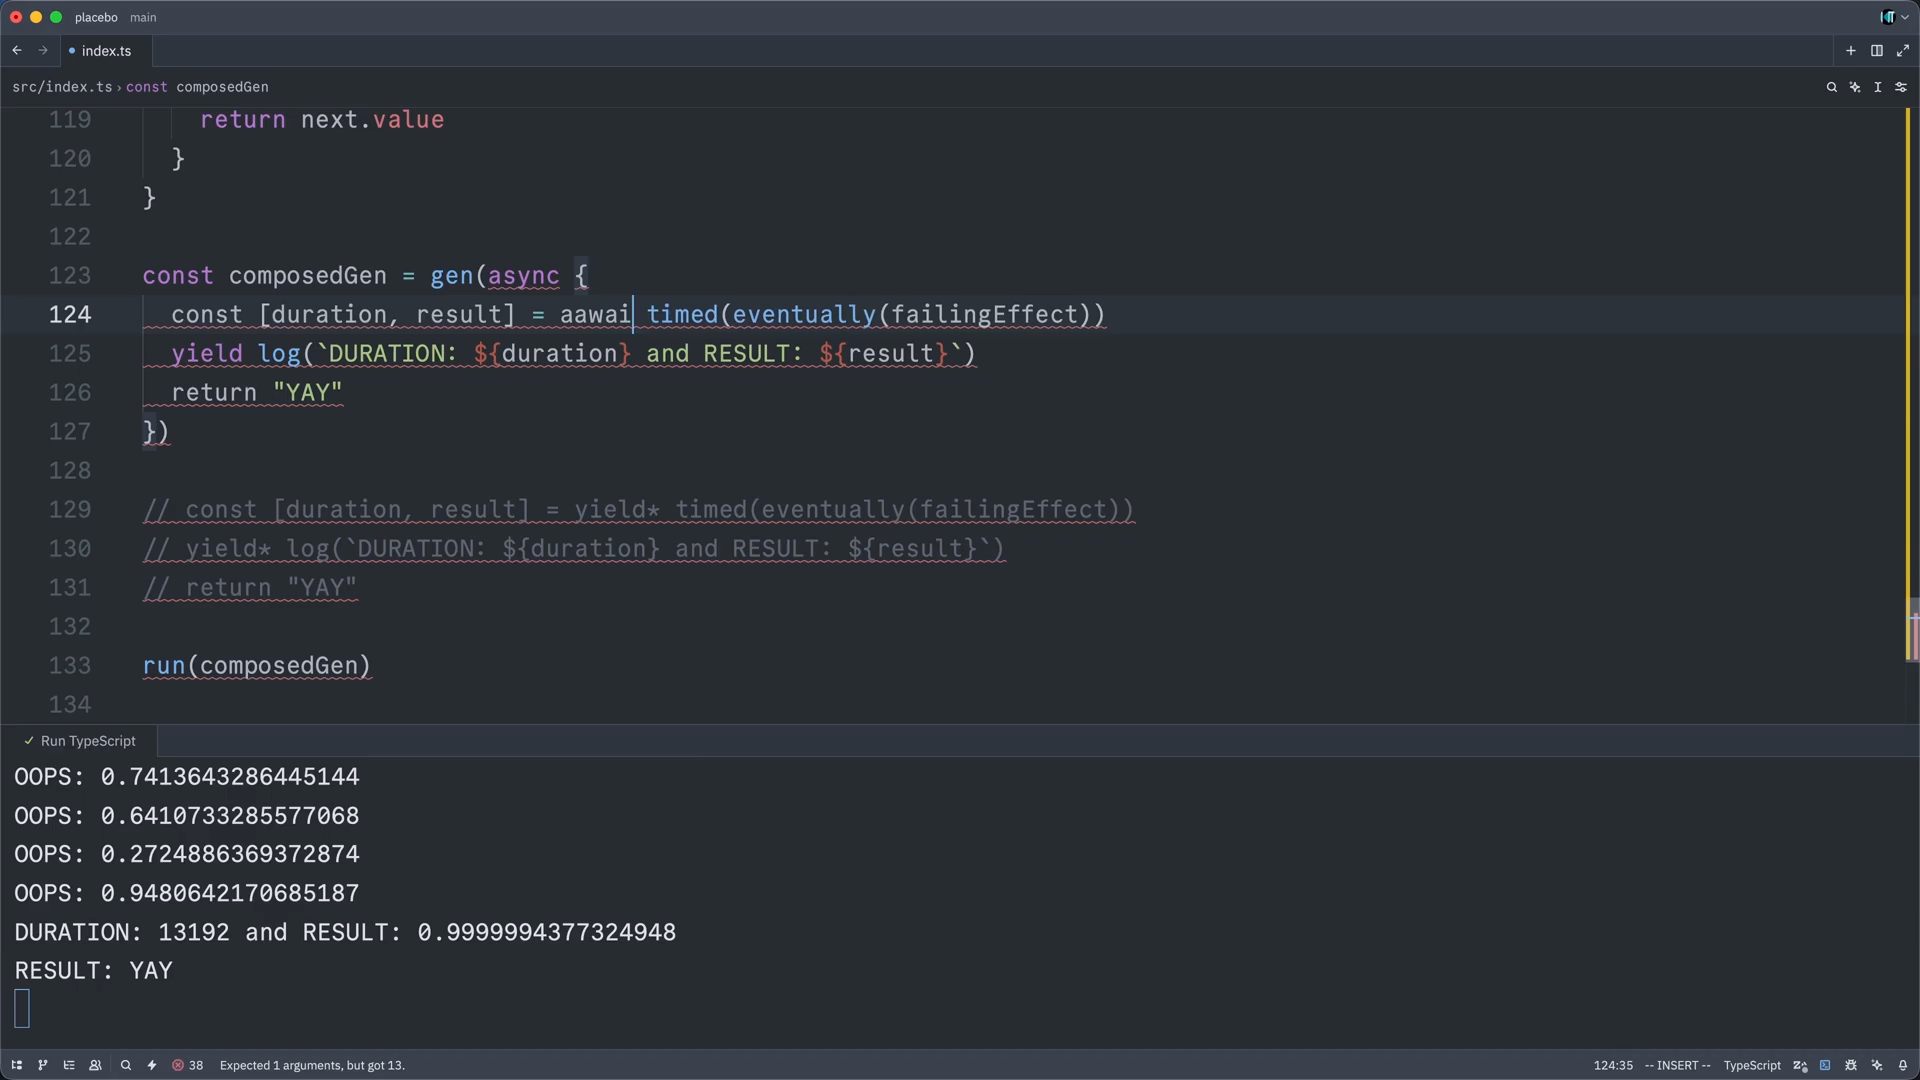 placebo main
index.ts
src/index.ts › const composedGen
119 return next.value
120 }
121 }
122
123 const composedGen = gen(async {
124 const [duration, result] = aawai timed(eventually(failingEffect))
125 yield log(`DURATION: ${duration} and RESULT: ${result}`)
126 return "YAY"
127 })
128
129 // const [duration, result] = yield* timed(eventually(failingEffect))
130 // yield* log(`DURATION: ${duration} and RESULT: ${result}`)
131 // return "YAY"
132
133 run(composedGen)
134
Run TypeScript
OOPS: 0.7413643286445144
OOPS: 0.6410733285577068
OOPS: 0.2724886369372874
OOPS: 0.9480642170685187
DURATION: 13192 and RESULT: 0.9999994377324948
RESULT: YAY
38 Expected 1 arguments, but got 13. 124:35 -- INSERT -- TypeScript